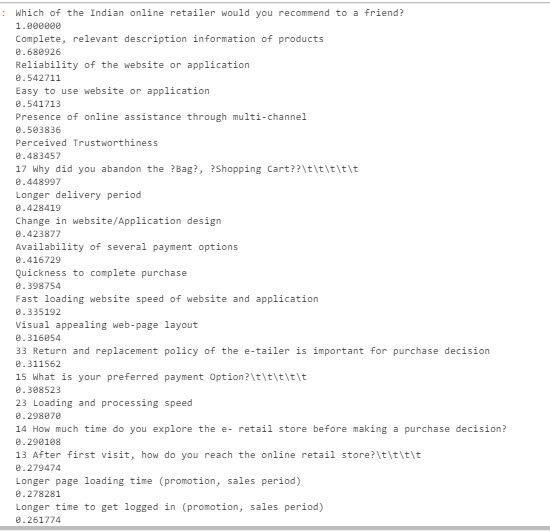 : Which of the Indian online retailer would you recommend to a friend?
1.000000
Complete, relevant description information of products
0.680926
Reliability of the website or application
0.542711
Easy to use website or application
0.541713
Presence of online assistance through multi-channel
0.503836
Perceived Trustworthiness
0.483457
17 Why did you abandon the ?Bag?, ?Shopping Cart??\t\t\t\t\t
0.448997
Longer delivery period
0.428419
Change in website/Application design
0.423877
Availability of several payment options
0.416729
Quickness to complete purchase
0.398754
Fast loading website speed of website and application
0.335192
Visual appealing web-page layout
0.316054
33 Return and replacement policy of the e-tailer is important for purchase decision
0.311562
15 What is your preferred payment Option?\t\t\t\t\t
0.308523
23 Loading and processing speed
0.298070
14 How much time do you explore the e- retail store before making a purchase decision?
0.290108
13 After first visit, how do you reach the online retail store?\t\t\t\t
0.279474
Longer page loading time (promotion, sales period)
0.278281
Longer time to get logged in (promotion, sales period)
0.261774